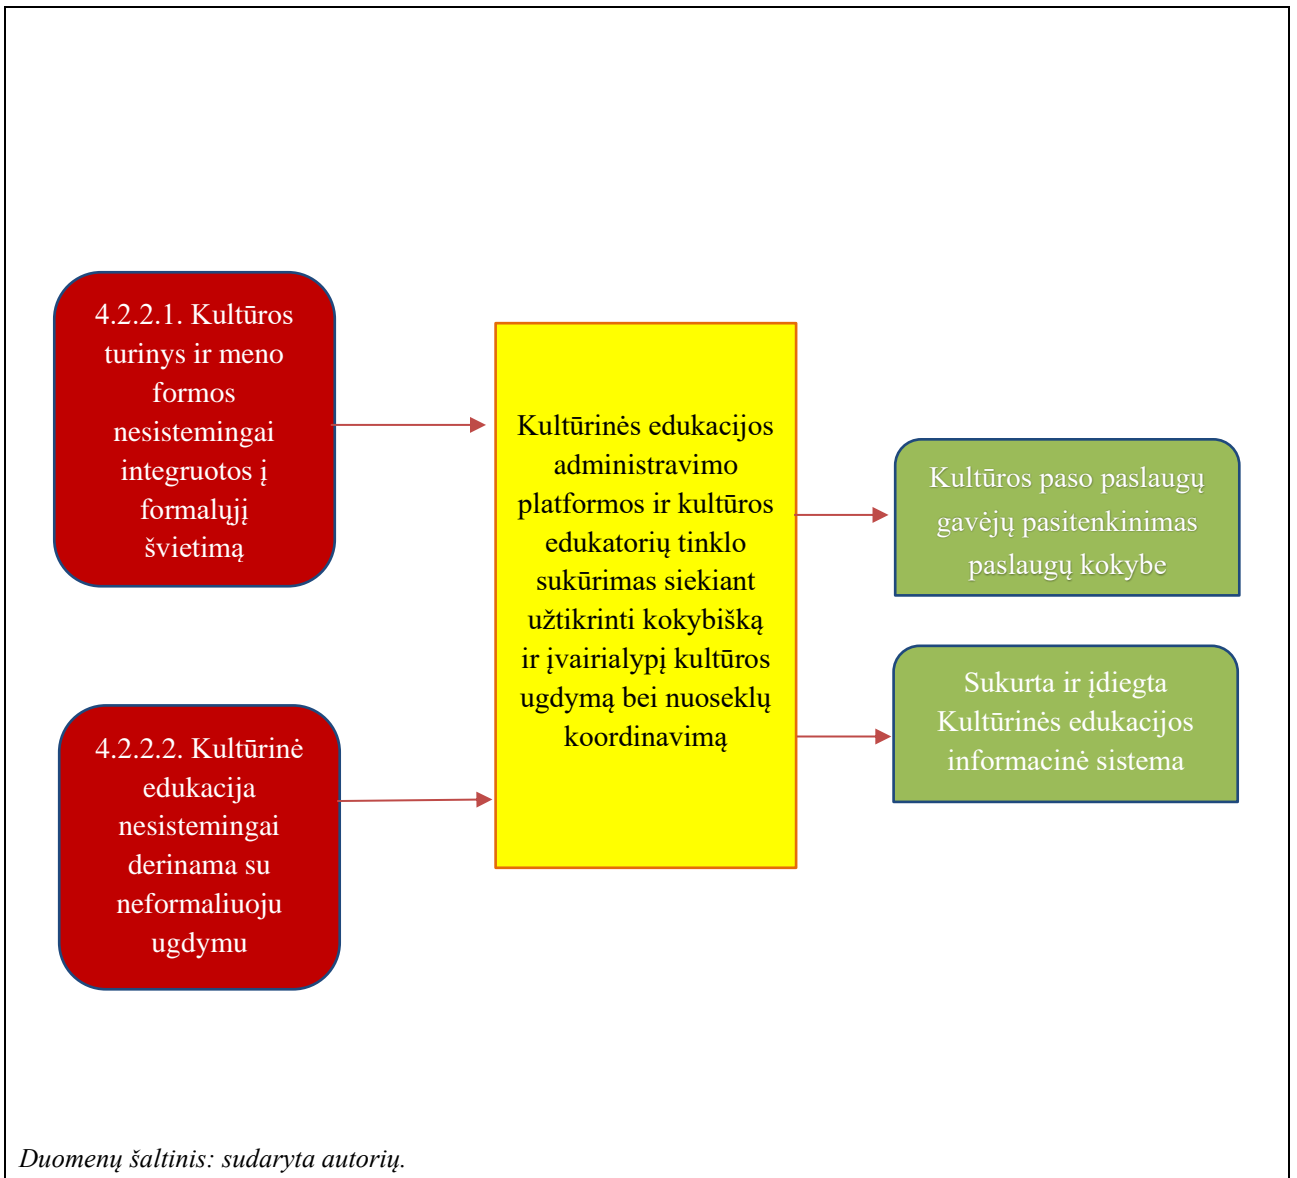 4.2.2.1. Kultūros
turinys ir meno
formos
nesistemingai
integruotos į
formalųjį
švietimą
4.2.2.2. Kultūrinė
edukacija
nesistemingai
derinama su
neformaliuoju
ugdymu
Kultūrinės edukacijos
administravimo
platformos ir kultūros
edukatorių tinklo
sukūrimas siekiant
užtikrinti kokybišką
ir įvairialypį kultūros
ugdymą bei nuoseklų
koordinavimą
Kultūros paso paslaugų
gavėjų pasitenkinimas
paslaugų kokybe
Sukurta ir įdiegta
Kultūrinės edukacijos
informacinė sistema
Duomenų šaltinis: sudaryta autorių.